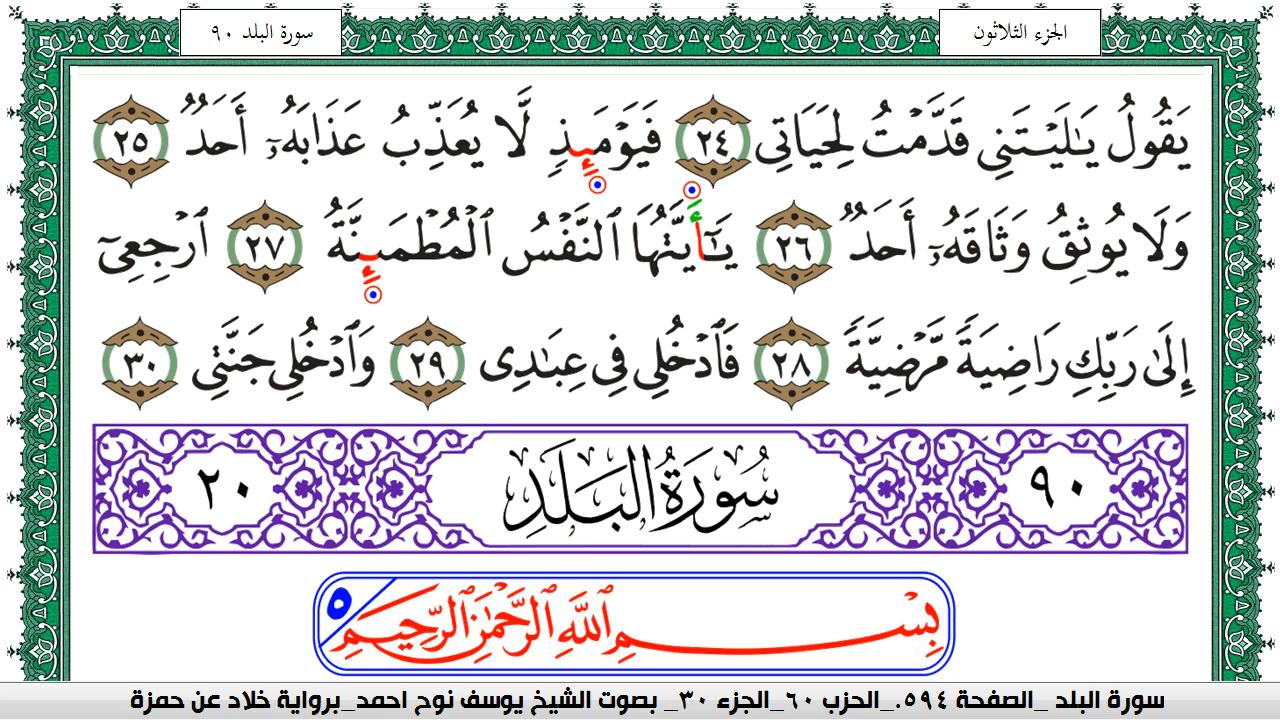 الجزء الثلاثون
سورة البلد ٩٠
يَقُولُ يَٰلَيۡتَنِي قَدَّمۡتُ لِحَيَاتِي ٢٤ فَيَوۡمَئِذٖ لَّا يُعَذِّبُ عَذَابَهُۥٓ أَحَدٞ ٢٥
وَلَا يُوثِقُ وَثَاقَهُۥٓ أَحَدٞ ٢٦ يَٰٓأَيَّتُهَا ٱلنَّفۡسُ ٱلۡمُطۡمَئِنَّةُ ٢٧ ٱرۡجِعِيٓ
إِلَىٰ رَبِّكِ رَاضِيَةٗ مَّرۡضِيَّةٗ ٢٨ فَٱدۡخُلِي فِي عِبَٰدِي ٢٩ وَٱدۡخُلِي جَنَّتِي ٣٠
٩٠ سُورَةُ البَلَدِ ٢٠
بِسۡمِ ٱللَّهِ ٱلرَّحۡمَٰنِ ٱلرَّحِيمِ ٥
سورة البلد _الصفحة ٥٩٤._الحزب ٦٠_الجزء ٣٠_ بصوت الشيخ يوسف نوح احمد_برواية خلاد عن حمزة